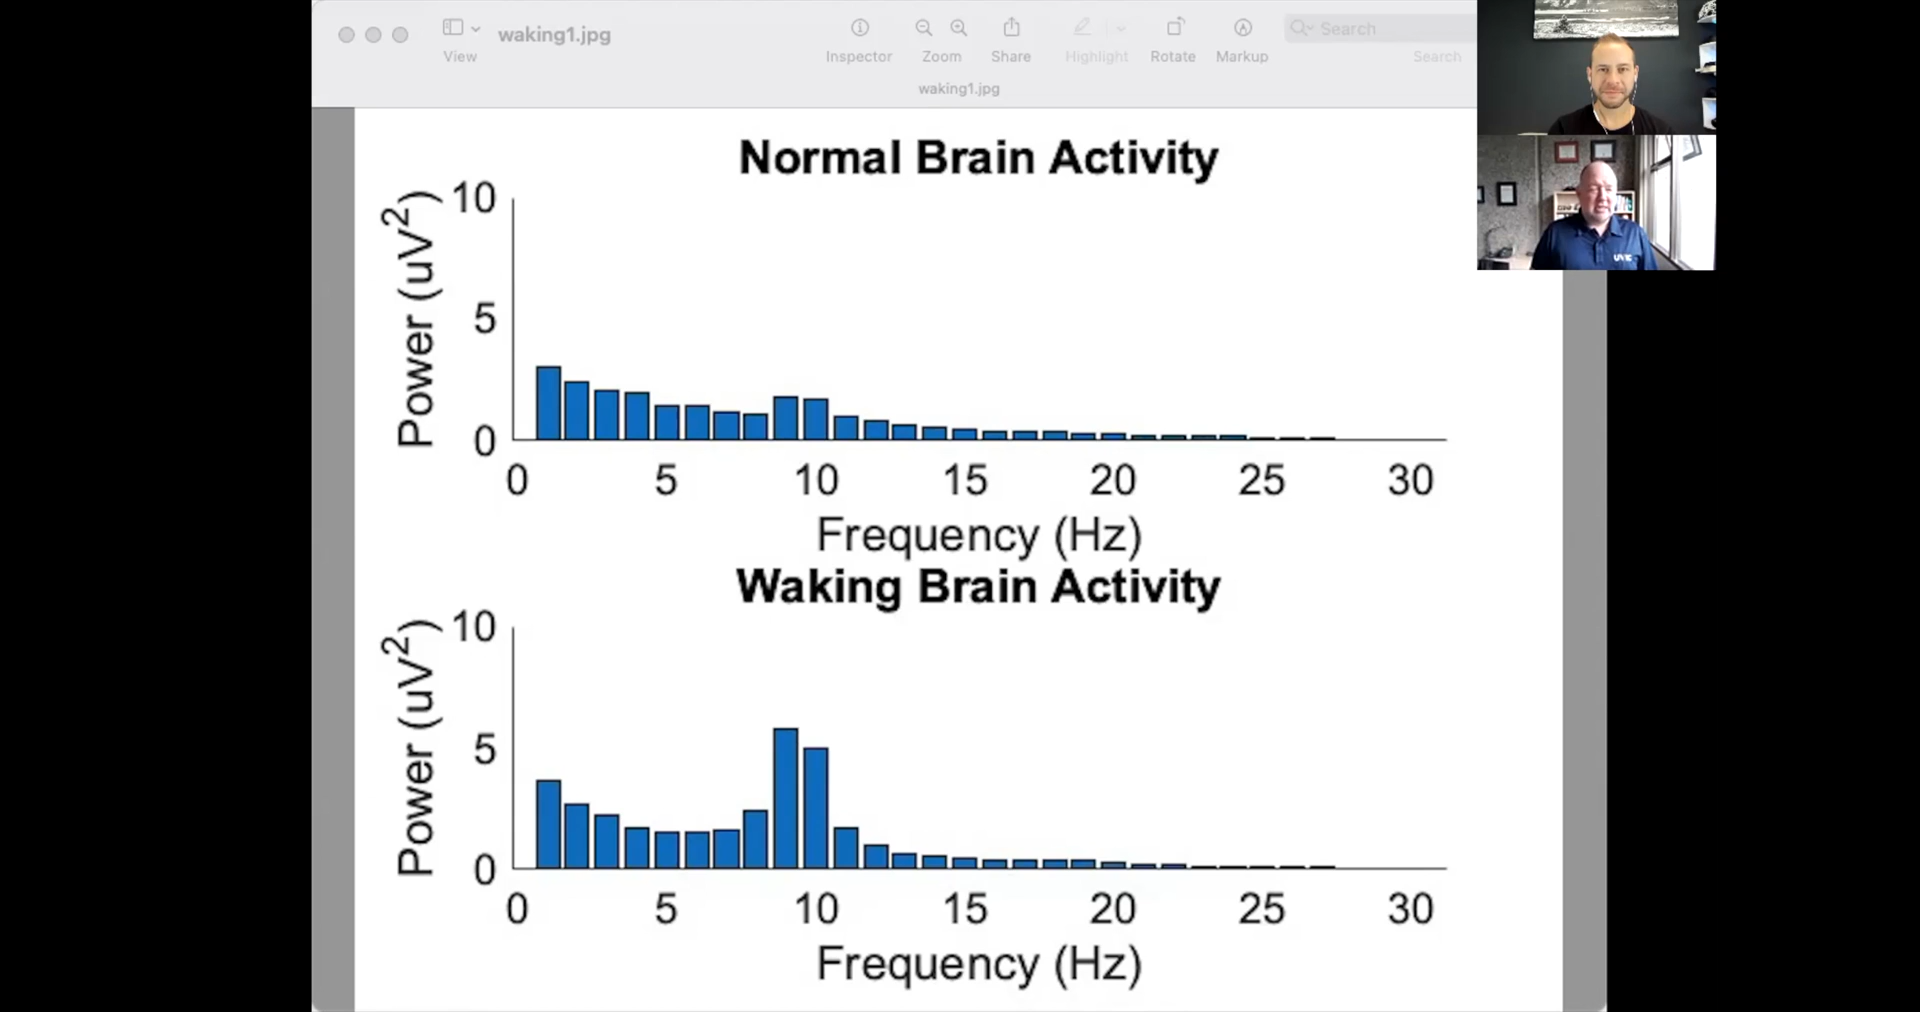 waking1.jpg
View
Inspector
Zoom
Share
Highlight
Rotate
Markup
Search
Search
waking1.jpg
Normal Brain Activity
Power (uV²)
10
5
0
0 5 10 15 20 25 30
Frequency (Hz)
Waking Brain Activity
Power (uV²)
10
5
0
0 5 10 15 20 25 30
Frequency (Hz)